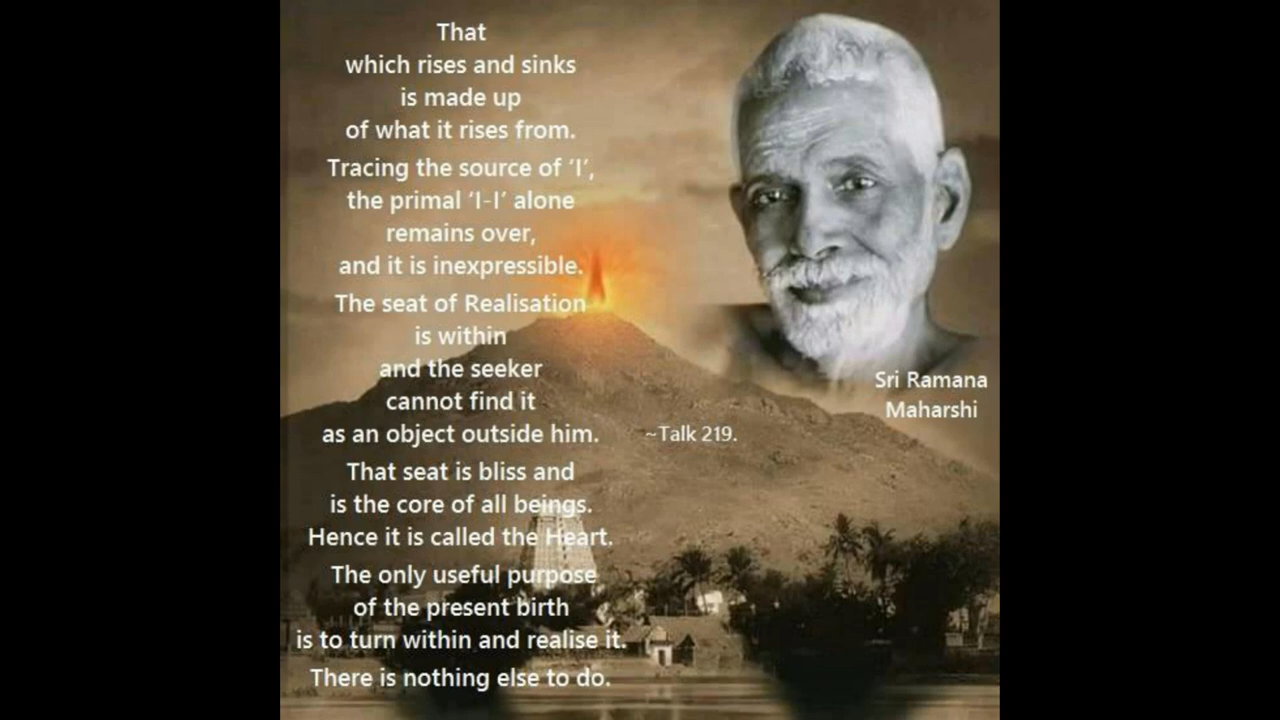 That
which rises and sinks
is made up
of what it rises from.
Tracing the source of ‘I’,
the primal ‘I-I’ alone
remains over,
and it is inexpressible.
The seat of Realisation
is within
and the seeker
cannot find it
as an object outside him.
~Talk 219.
That seat is bliss and
is the core of all beings.
Hence it is called the Heart.
The only useful purpose
of the present birth
is to turn within and realise it.
There is nothing else to do.
Sri Ramana
Maharshi